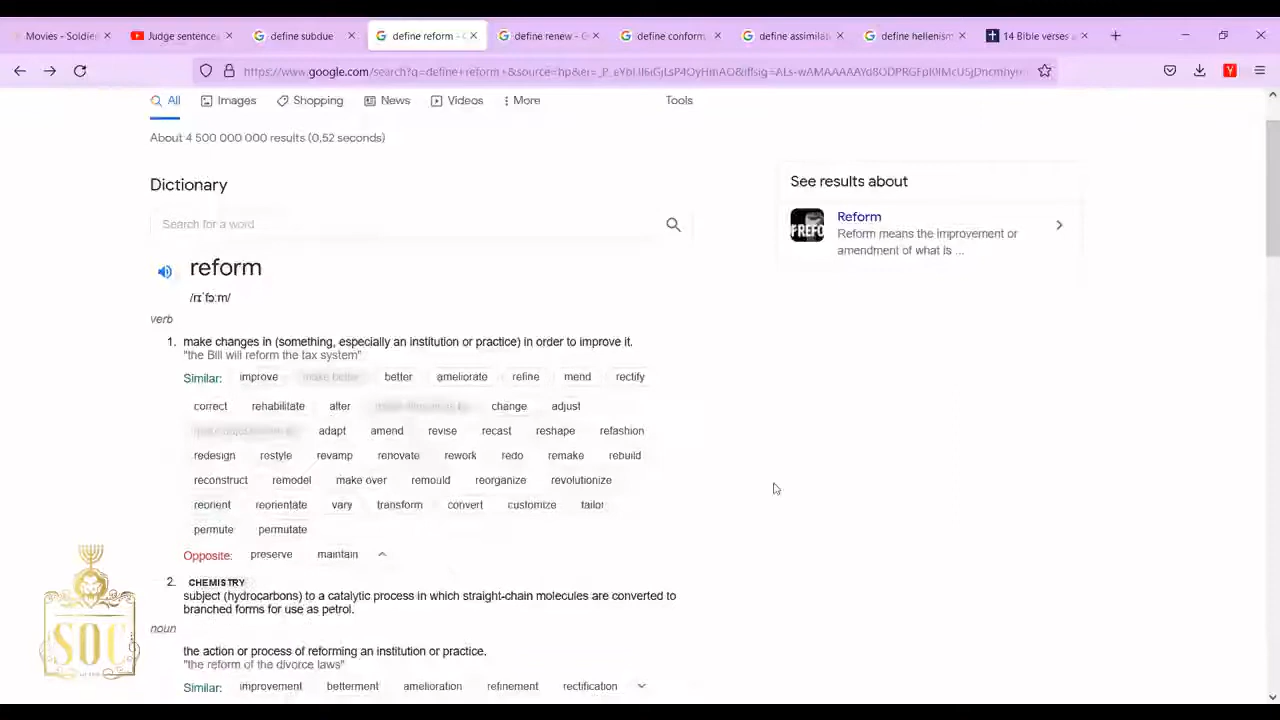 Movies - Soldier
Judge sentence
define subdue
define reform - G
define renew - G
define conform
define assimilat
define hellenism
14 Bible verses a
https://www.google.com/search?q=define+reform
All Images Shopping News Videos More Tools
About 4 500 000 000 results (0,52 seconds)
Dictionary
Search for a word
reform
/rɪˈfɔːm/
verb
1. make changes in (something, especially an institution or practice) in order to improve it.
"the Bill will reform the tax system"
Similar: improve make better better ameliorate refine mend rectify
correct rehabilitate alter change adjust
adapt amend revise recast reshape refashion
redesign restyle revamp renovate rework redo remake rebuild
reconstruct remodel make over remould reorganize revolutionize
reorient reorientate vary transform convert customize tailor
permute permutate
Opposite: preserve maintain
2. CHEMISTRY
subject (hydrocarbons) to a catalytic process in which straight-chain molecules are converted to
branched forms for use as petrol.
noun
the action or process of reforming an institution or practice.
"the reform of the divorce laws"
Similar: improvement betterment amelioration refinement rectification
See results about
#REFO
Reform
Reform means the improvement or
amendment of what is ...
SOC